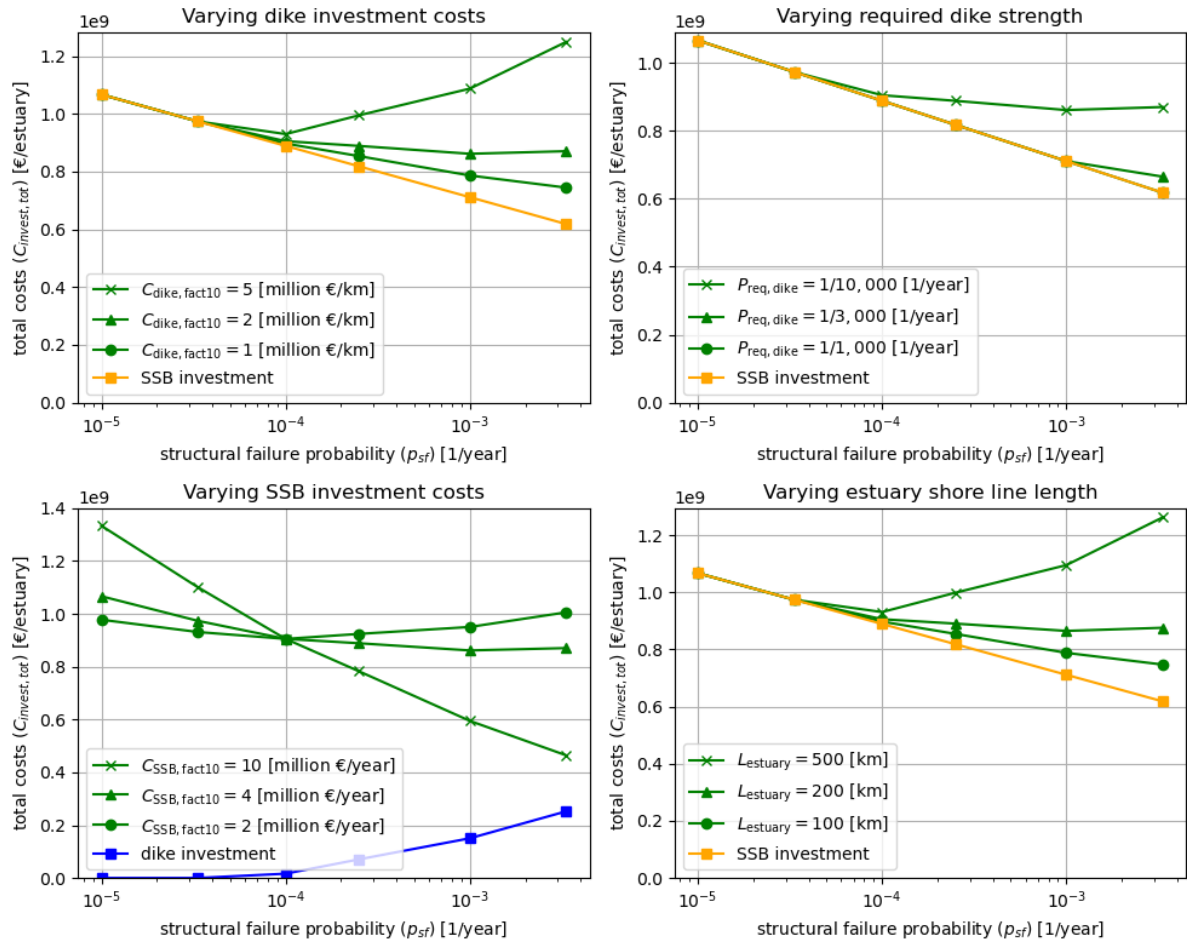 Varying dike investment costs
1e9
total costs (C_invest,tot) [€/estuary]
1.2
1.0
0.8
0.6
0.4
0.2
0.0
C_dike,fact10 = 5 [million €/km]
C_dike,fact10 = 2 [million €/km]
C_dike,fact10 = 1 [million €/km]
SSB investment
10⁻⁵
10⁻⁴
10⁻³
structural failure probability (p_sf) [1/year]
Varying required dike strength
1e9
total costs (C_invest,tot) [€/estuary]
1.0
0.8
0.6
0.4
0.2
0.0
P_req,dike = 1/10,000 [1/year]
P_req,dike = 1/3,000 [1/year]
P_req,dike = 1/1,000 [1/year]
SSB investment
10⁻⁵
10⁻⁴
10⁻³
structural failure probability (p_sf) [1/year]
Varying SSB investment costs
1e9
total costs (C_invest,tot) [€/estuary]
1.4
1.2
1.0
0.8
0.6
0.4
0.2
0.0
C_SSB,fact10 = 10 [million €/year]
C_SSB,fact10 = 4 [million €/year]
C_SSB,fact10 = 2 [million €/year]
dike investment
10⁻⁵
10⁻⁴
10⁻³
structural failure probability (p_sf) [1/year]
Varying estuary shore line length
1e9
total costs (C_invest,tot) [€/estuary]
1.2
1.0
0.8
0.6
0.4
0.2
0.0
L_estuary = 500 [km]
L_estuary = 200 [km]
L_estuary = 100 [km]
SSB investment
10⁻⁵
10⁻⁴
10⁻³
structural failure probability (p_sf) [1/year]